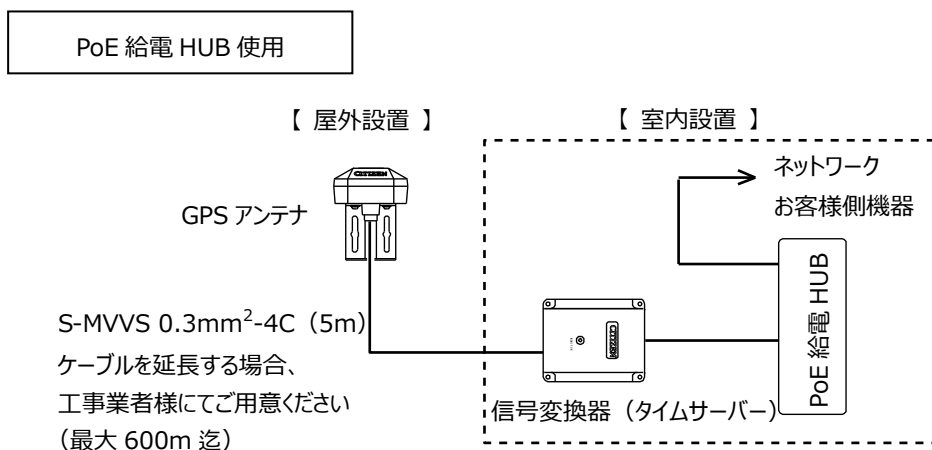 PoE 給電 HUB 使用
【 屋外設置 】
【 室内設置 】
CITIZEN
ネットワーク
お客様側機器
GPS アンテナ
PoE 給電 HUB
CITIZEN
S-MVVS 0.3mm²-4C（5m）
ケーブルを延長する場合、
工事業者様にてご用意ください
（最大 600m 迄）
信号変換器（タイムサーバー）